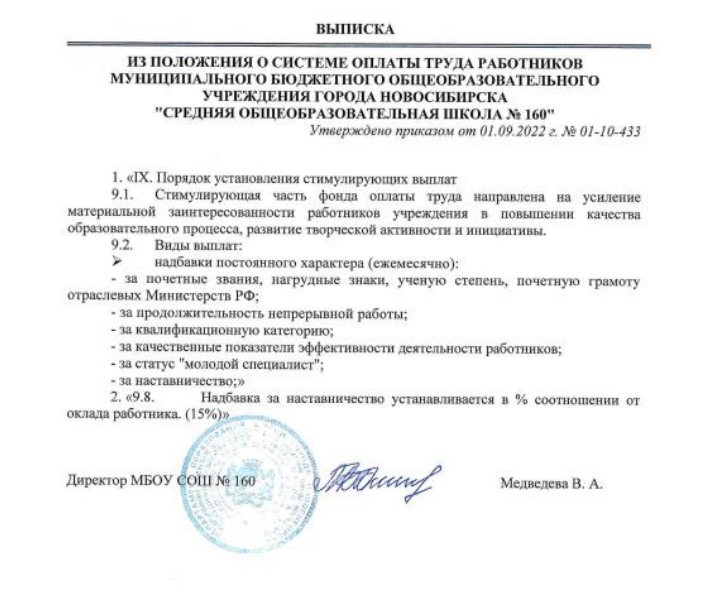 ВЫПИСКА
ИЗ ПОЛОЖЕНИЯ О СИСТЕМЕ ОПЛАТЫ ТРУДА РАБОТНИКОВ
МУНИЦИПАЛЬНОГО БЮДЖЕТНОГО ОБЩЕОБРАЗОВАТЕЛЬНОГО
УЧРЕЖДЕНИЯ ГОРОДА НОВОСИБИРСКА
"СРЕДНЯЯ ОБЩЕОБРАЗОВАТЕЛЬНАЯ ШКОЛА № 160"
Утверждено приказом от 01.09.2022 г. № 01-10-433
1. «IX. Порядок установления стимулирующих выплат
9.1. Стимулирующая часть фонда оплаты труда направлена на усиление
материальной заинтересованности работников учреждения в повышении качества
образовательного процесса, развитие творческой активности и инициативы.
9.2. Виды выплат:
➤ надбавки постоянного характера (ежемесячно):
- за почетные звания, нагрудные знаки, ученую степень, почетную грамоту
отраслевых Министерств РФ;
- за продолжительность непрерывной работы;
- за квалификационную категорию;
- за качественные показатели эффективности деятельности работников;
- за статус "молодой специалист";
- за наставничество;»
2. «9.8. Надбавка за наставничество устанавливается в % соотношении от
оклада работника. (15%)»
Директор МБОУ СОШ № 160 Медведева В. А.